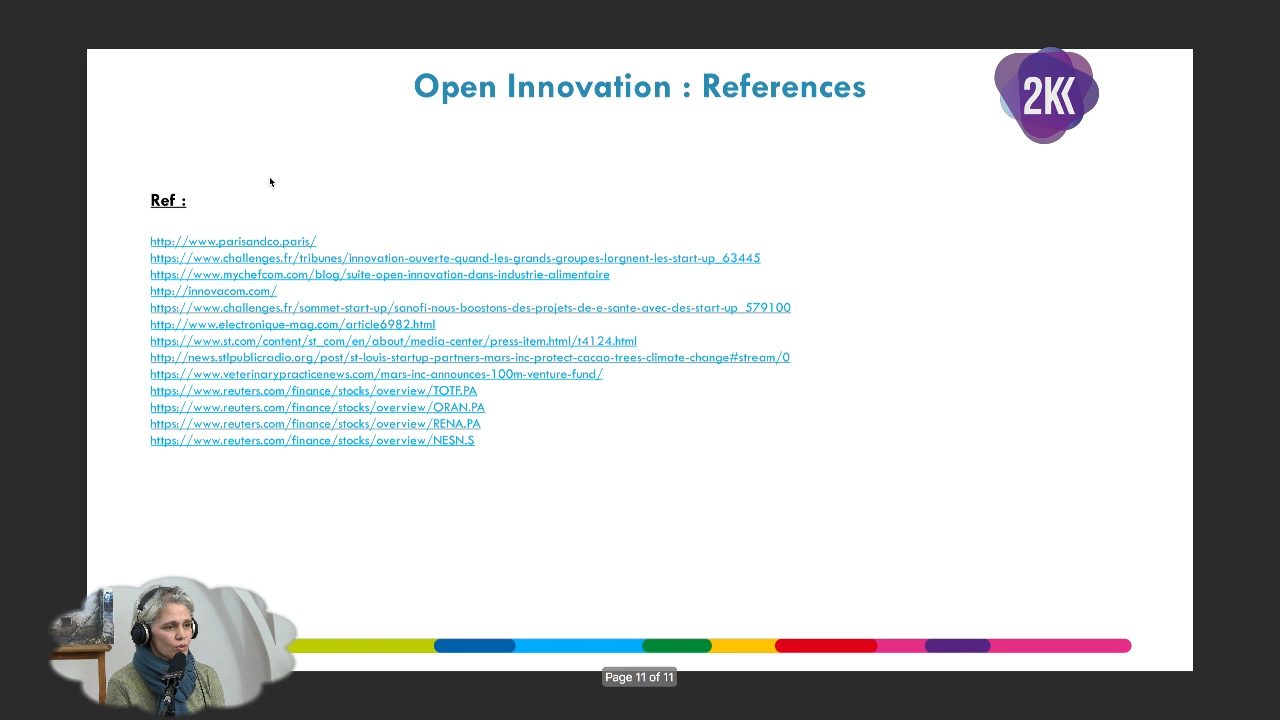 Open Innovation : References
2K
Ref :
http://www.parisandco.paris/
https://www.challenges.fr/tribunes/innovation-ouverte-quand-les-grands-groupes-lorgnent-les-start-up_63445
https://www.mychefcom.com/blog/suite-open-innovation-dans-industrie-alimentaire
http://innovacom.com/
https://www.challenges.fr/sommet-start-up/sanofi-nous-boostons-des-projets-de-e-sante-avec-des-start-up_579100
http://www.electronique-mag.com/article6982.html
https://www.st.com/content/st_com/en/about/media-center/press-item.html/t4124.html
http://news.stlpublicradio.org/post/st-louis-startup-partners-mars-inc-protect-cacao-trees-climate-change#stream/0
https://www.veterinarypracticenews.com/mars-inc-announces-100m-venture-fund/
https://www.reuters.com/finance/stocks/overview/TOTF.PA
https://www.reuters.com/finance/stocks/overview/ORAN.PA
https://www.reuters.com/finance/stocks/overview/RENA.PA
https://www.reuters.com/finance/stocks/overview/NESN.S
Page 11 of 11